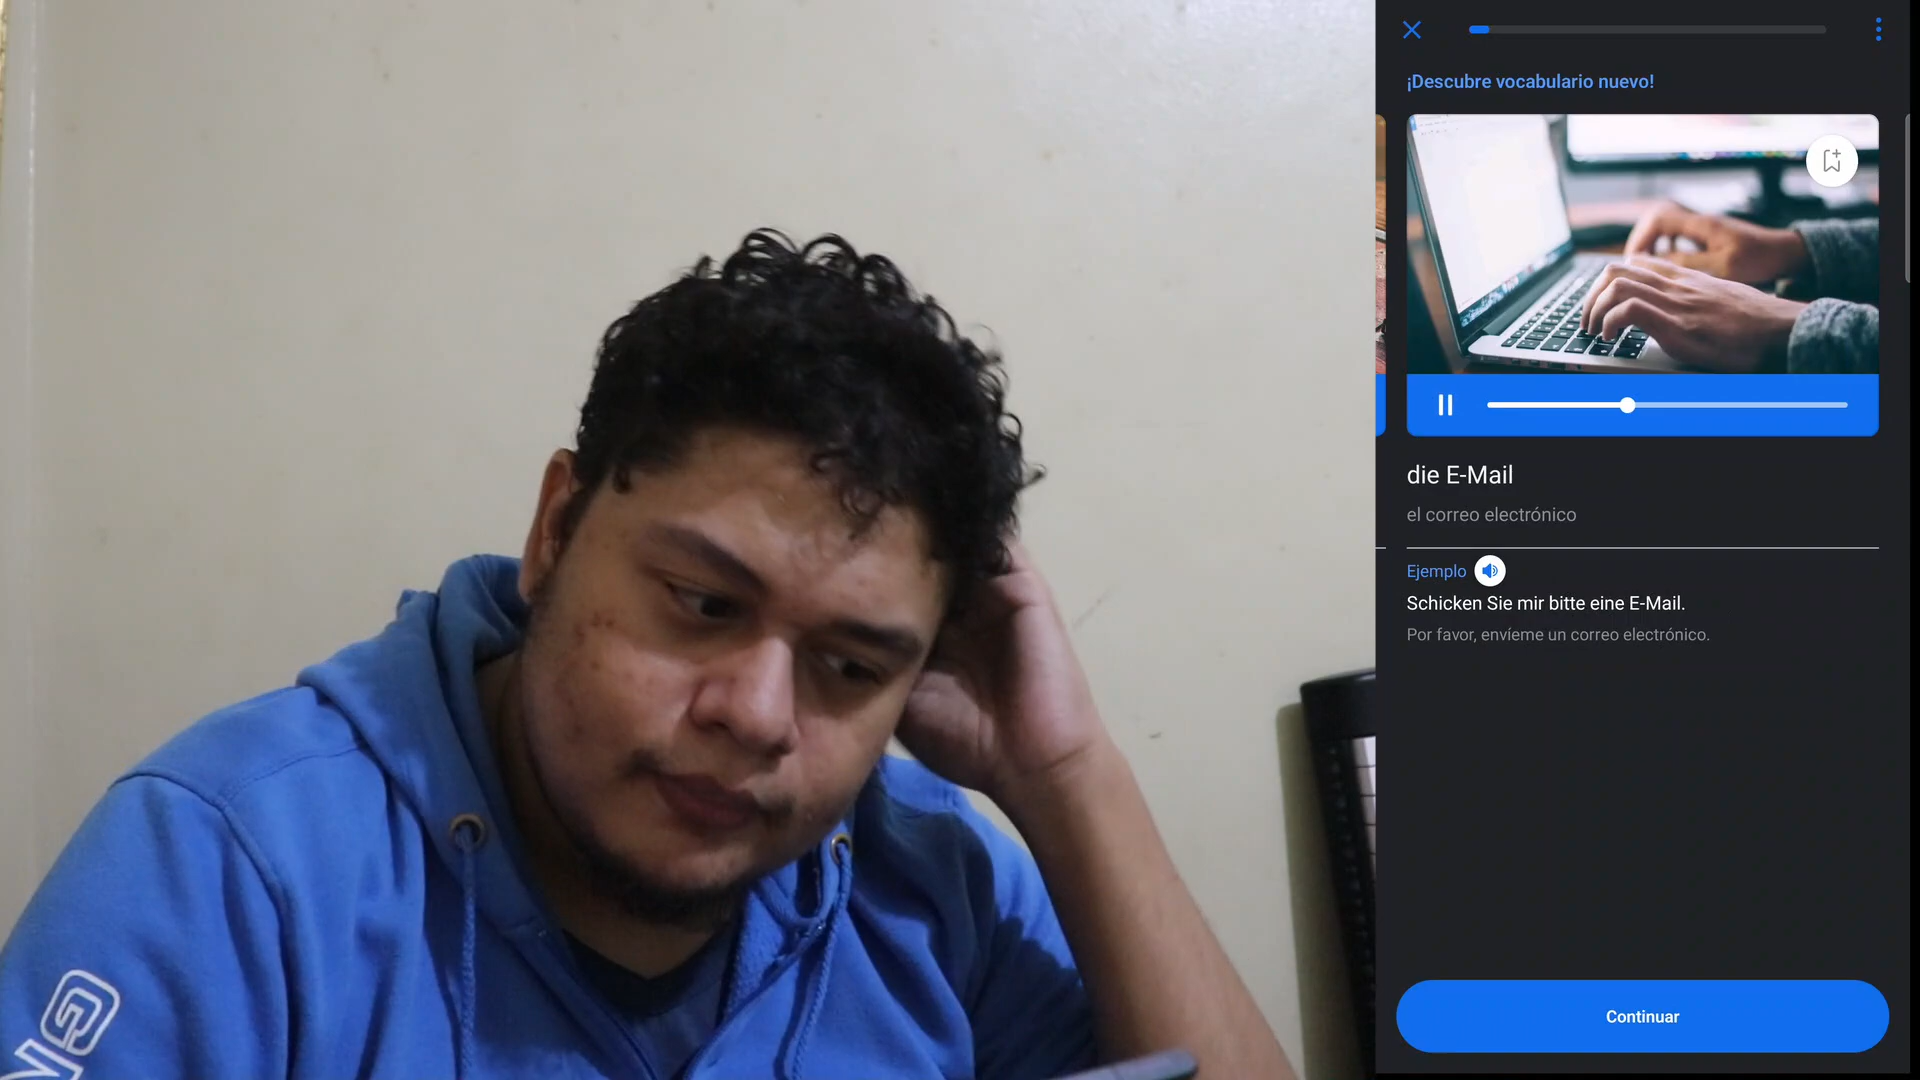 ¡Descubre vocabulario nuevo!
die E-Mail
el correo electrónico
Ejemplo
Schicken Sie mir bitte eine E-Mail.
Por favor, envíeme un correo electrónico.
Continuar
NG